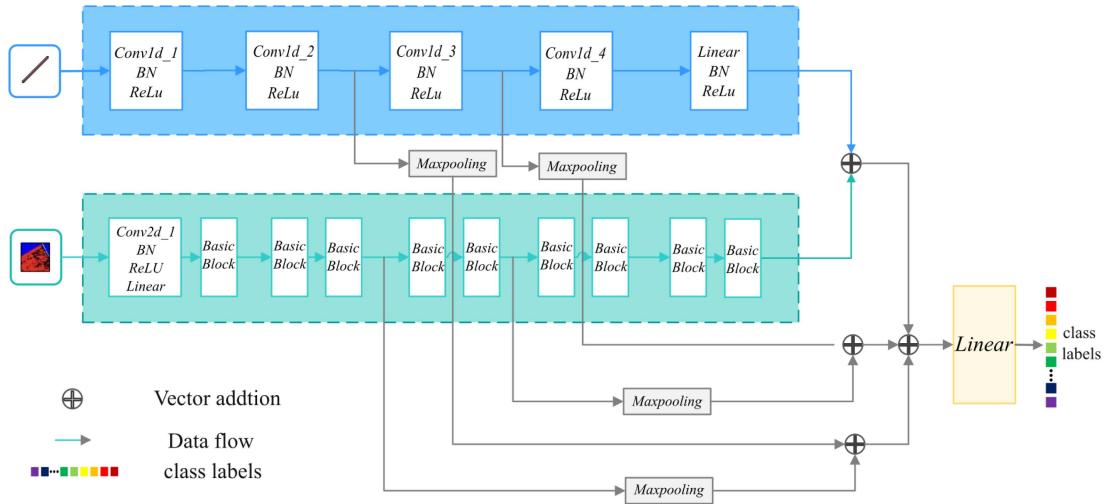 Conv1d_1
BN
ReLu
Conv1d_2
BN
ReLu
Conv1d_3
BN
ReLu
Conv1d_4
BN
ReLu
Linear
BN
ReLu
Maxpooling
Maxpooling
Conv2d_1
BN
ReLU
Linear
Basic
Block
Basic
Block
Basic
Block
Basic
Block
Basic
Block
Basic
Block
Basic
Block
Basic
Block
Basic
Block
Linear
class
labels
Maxpooling
Maxpooling
Vector addtion
Data flow
class labels